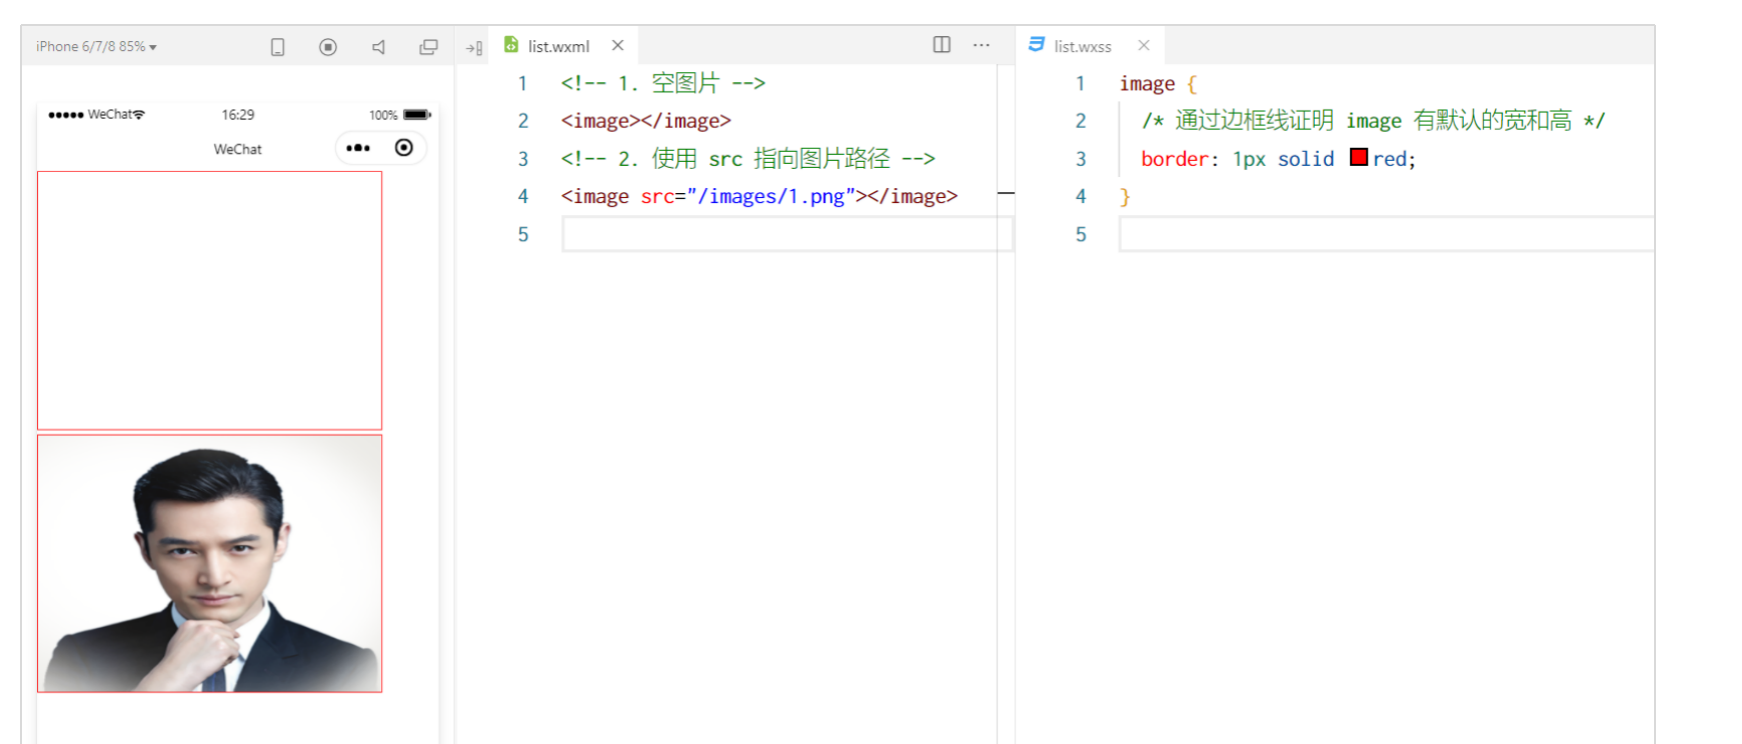 iPhone 6/7/8 85%
list.wxml
list.wxss
WeChat
16:29
100%
WeChat
1 <!-- 1. 空图片 -->
2 <image></image>
3 <!-- 2. 使用 src 指向图片路径 -->
4 <image src="/images/1.png"></image>
5
1 image {
2 /* 通过边框线证明 image 有默认的宽和高 */
3 border: 1px solid red;
4 }
5